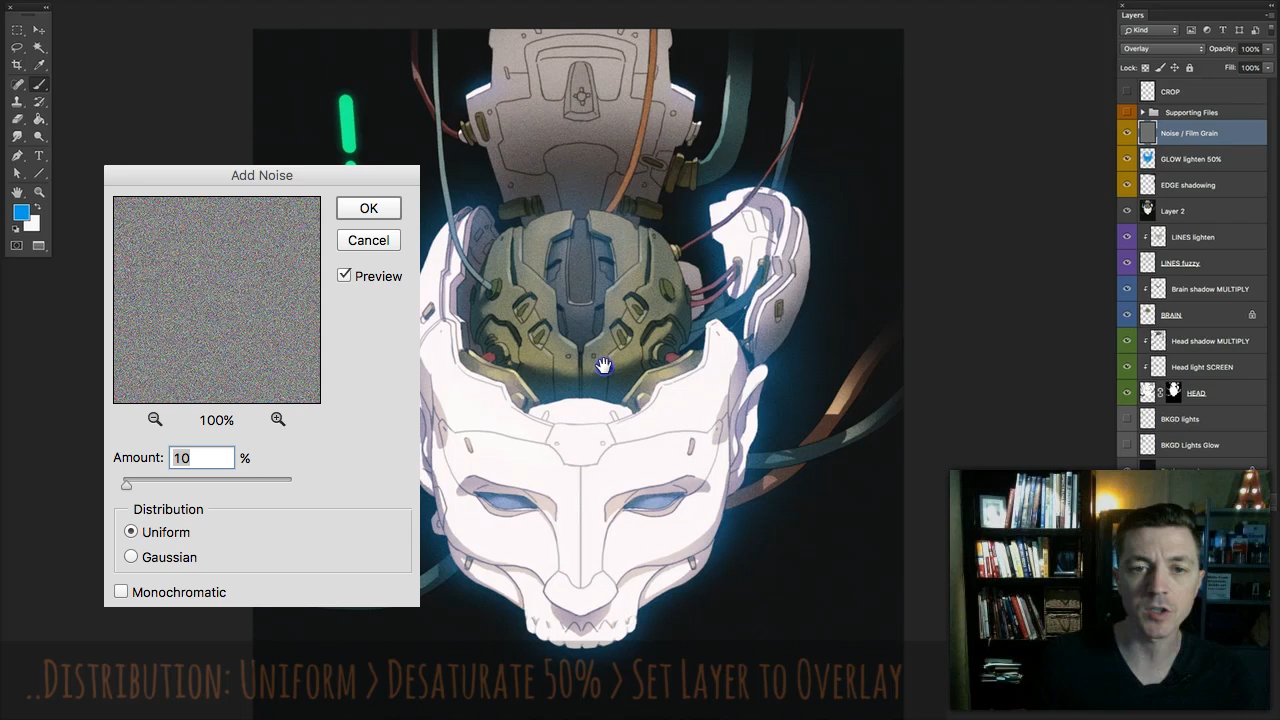 Add Noise
OK
Cancel
Preview
100%
Amount: 10 %
Distribution
Uniform
Gaussian
Monochromatic
..Distribution: Uniform > Desaturate 50% > Set Layer to Overlay
Layers
Kind
Overlay Opacity: 100%
Lock: Fill: 100%
CROP
Supporting Files
Noise / Film Grain
GLOW lighten 50%
EDGE shadowing
Layer 2
LINES lighten
LINES fuzzy
Brain shadow MULTIPLY
BRAIN
Head shadow MULTIPLY
Head light SCREEN
HEAD
BKGD lights
BKGD Lights Glow